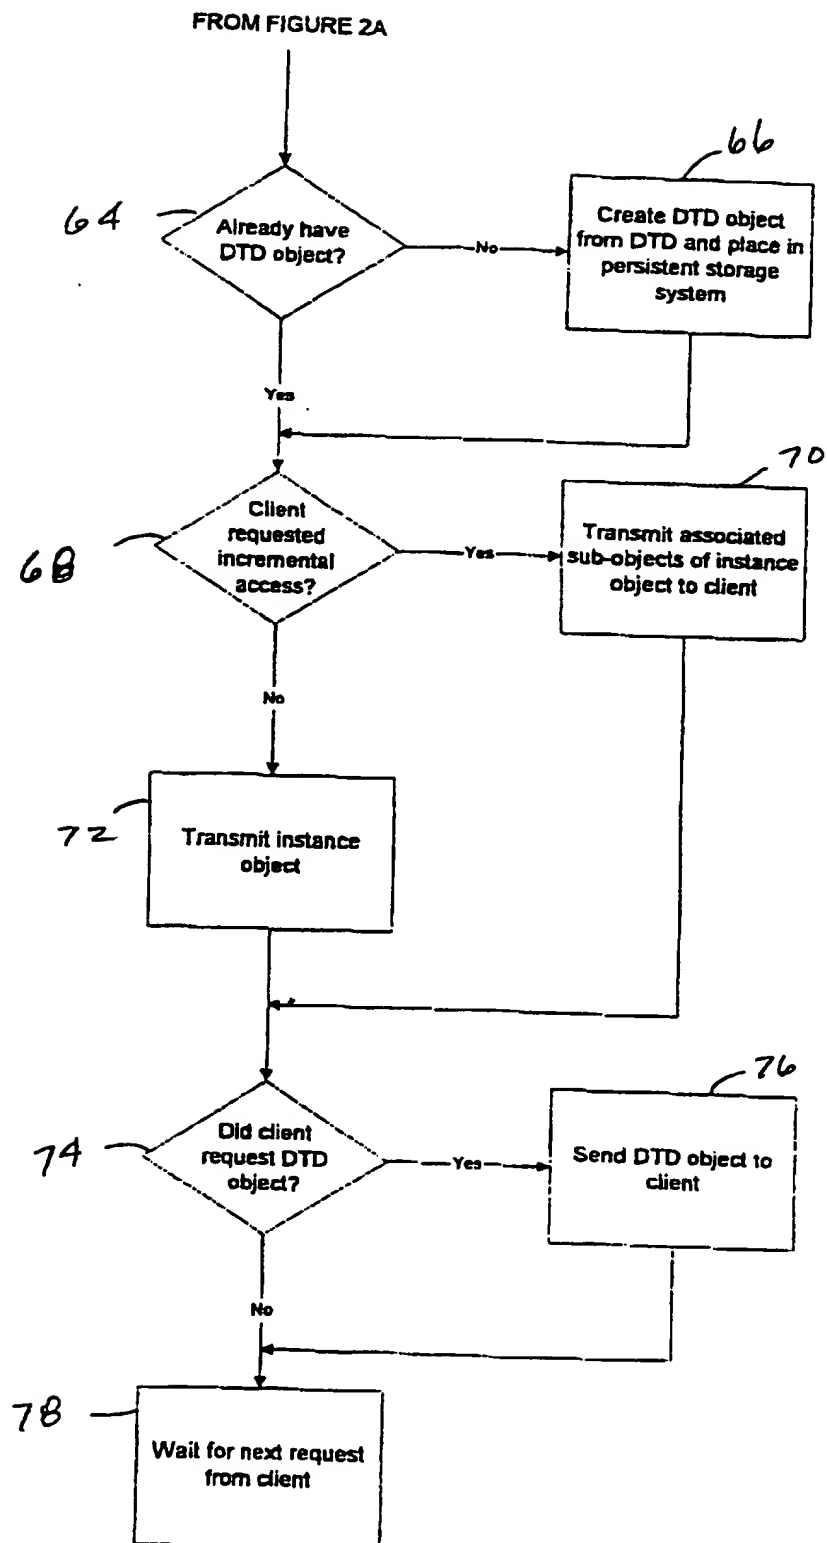 FROM FIGURE 2A
64
Already have
DTD object?
No
66
Create DTD object
from DTD and place in
persistent storage
system
Yes
68
Client
requested
incremental
access?
Yes
70
Transmit associated
sub-objects of instance
object to client
No
72
Transmit instance
object
74
Did client
request DTD
object?
Yes
76
Send DTD object to
client
No
78
Wait for next request
from client